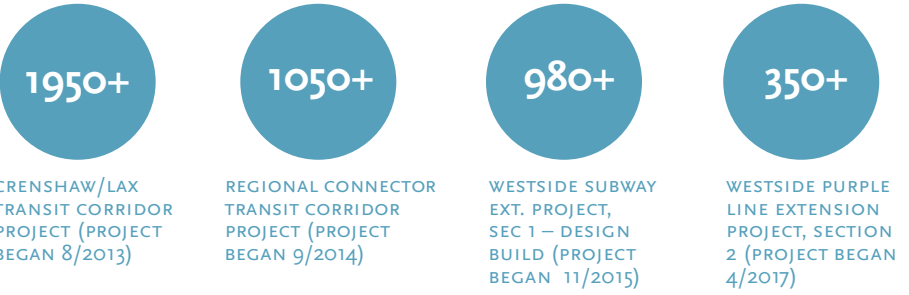 1950+
CRENSHAW/LAX
TRANSIT CORRIDOR
PROJECT (PROJECT
BEGAN 8/2013)
1050+
REGIONAL CONNECTOR
TRANSIT CORRIDOR
PROJECT (PROJECT
BEGAN 9/2014)
980+
WESTSIDE SUBWAY
EXT. PROJECT,
SEC 1 – DESIGN
BUILD (PROJECT
BEGAN 11/2015)
350+
WESTSIDE PURPLE
LINE EXTENSION
PROJECT, SECTION
2 (PROJECT BEGAN
4/2017)